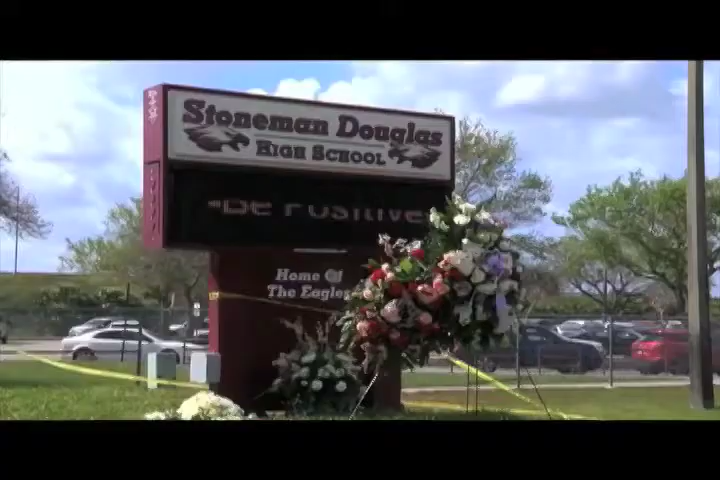 Stoneman Douglas
High School
-Be Positive
Home Of
The Eagles